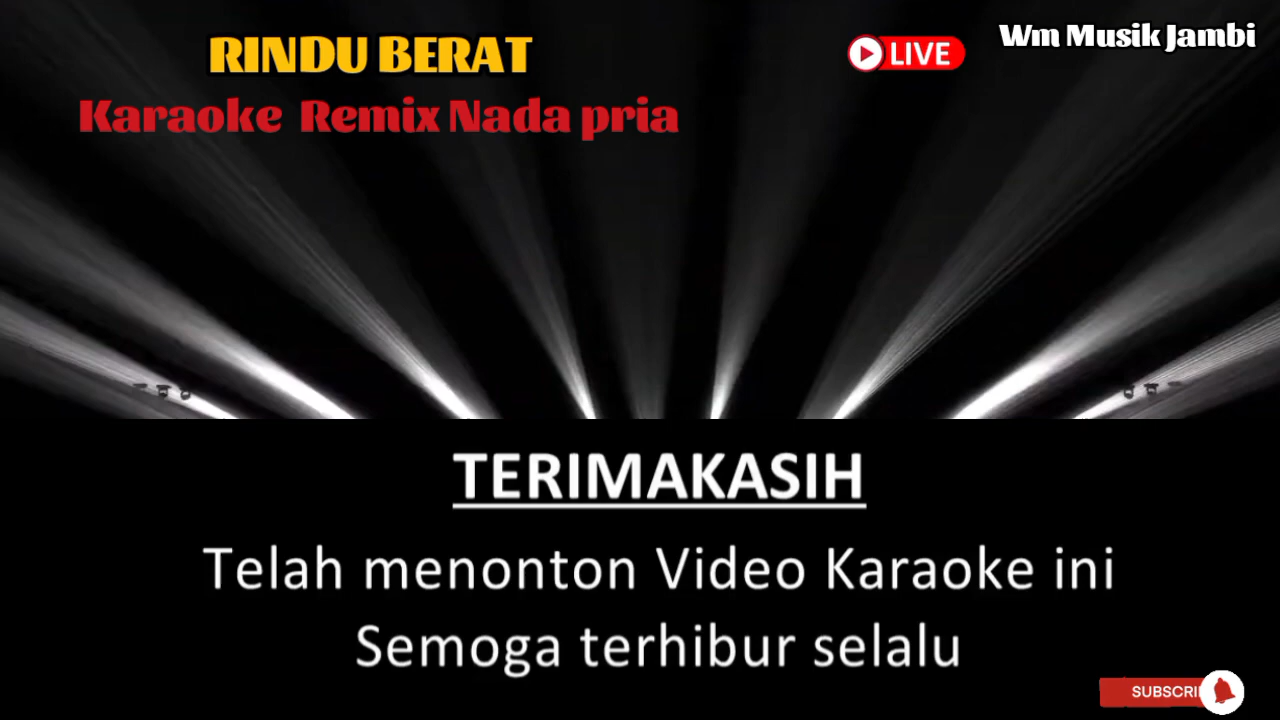 RINDU BERAT
Karaoke Remix Nada pria
LIVE
Wm Musik Jambi
TERIMAKASIH
Telah menonton Video Karaoke ini
Semoga terhibur selalu
SUBSCRI